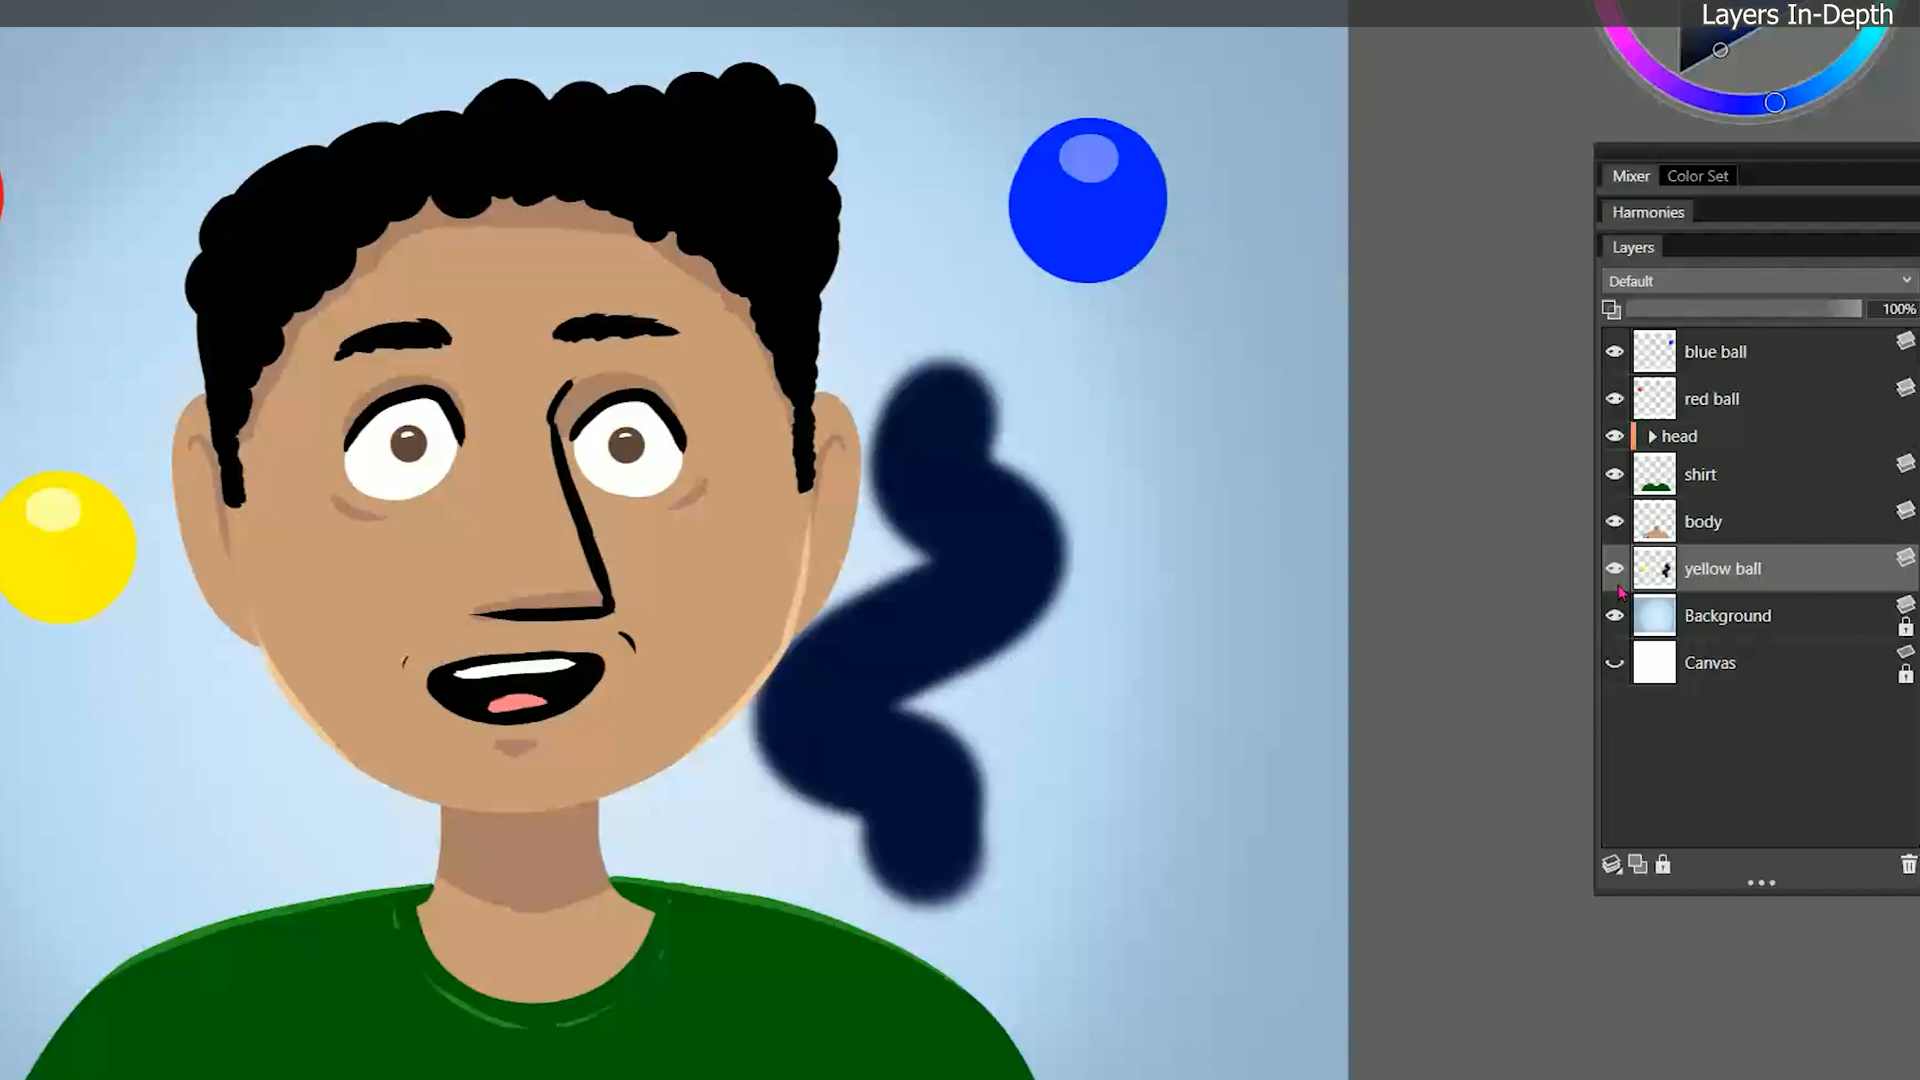 Layers In-Depth
Mixer Color Set
Harmonies
Layers
Default
100%
blue ball
red ball
head
shirt
body
yellow ball
Background
Canvas